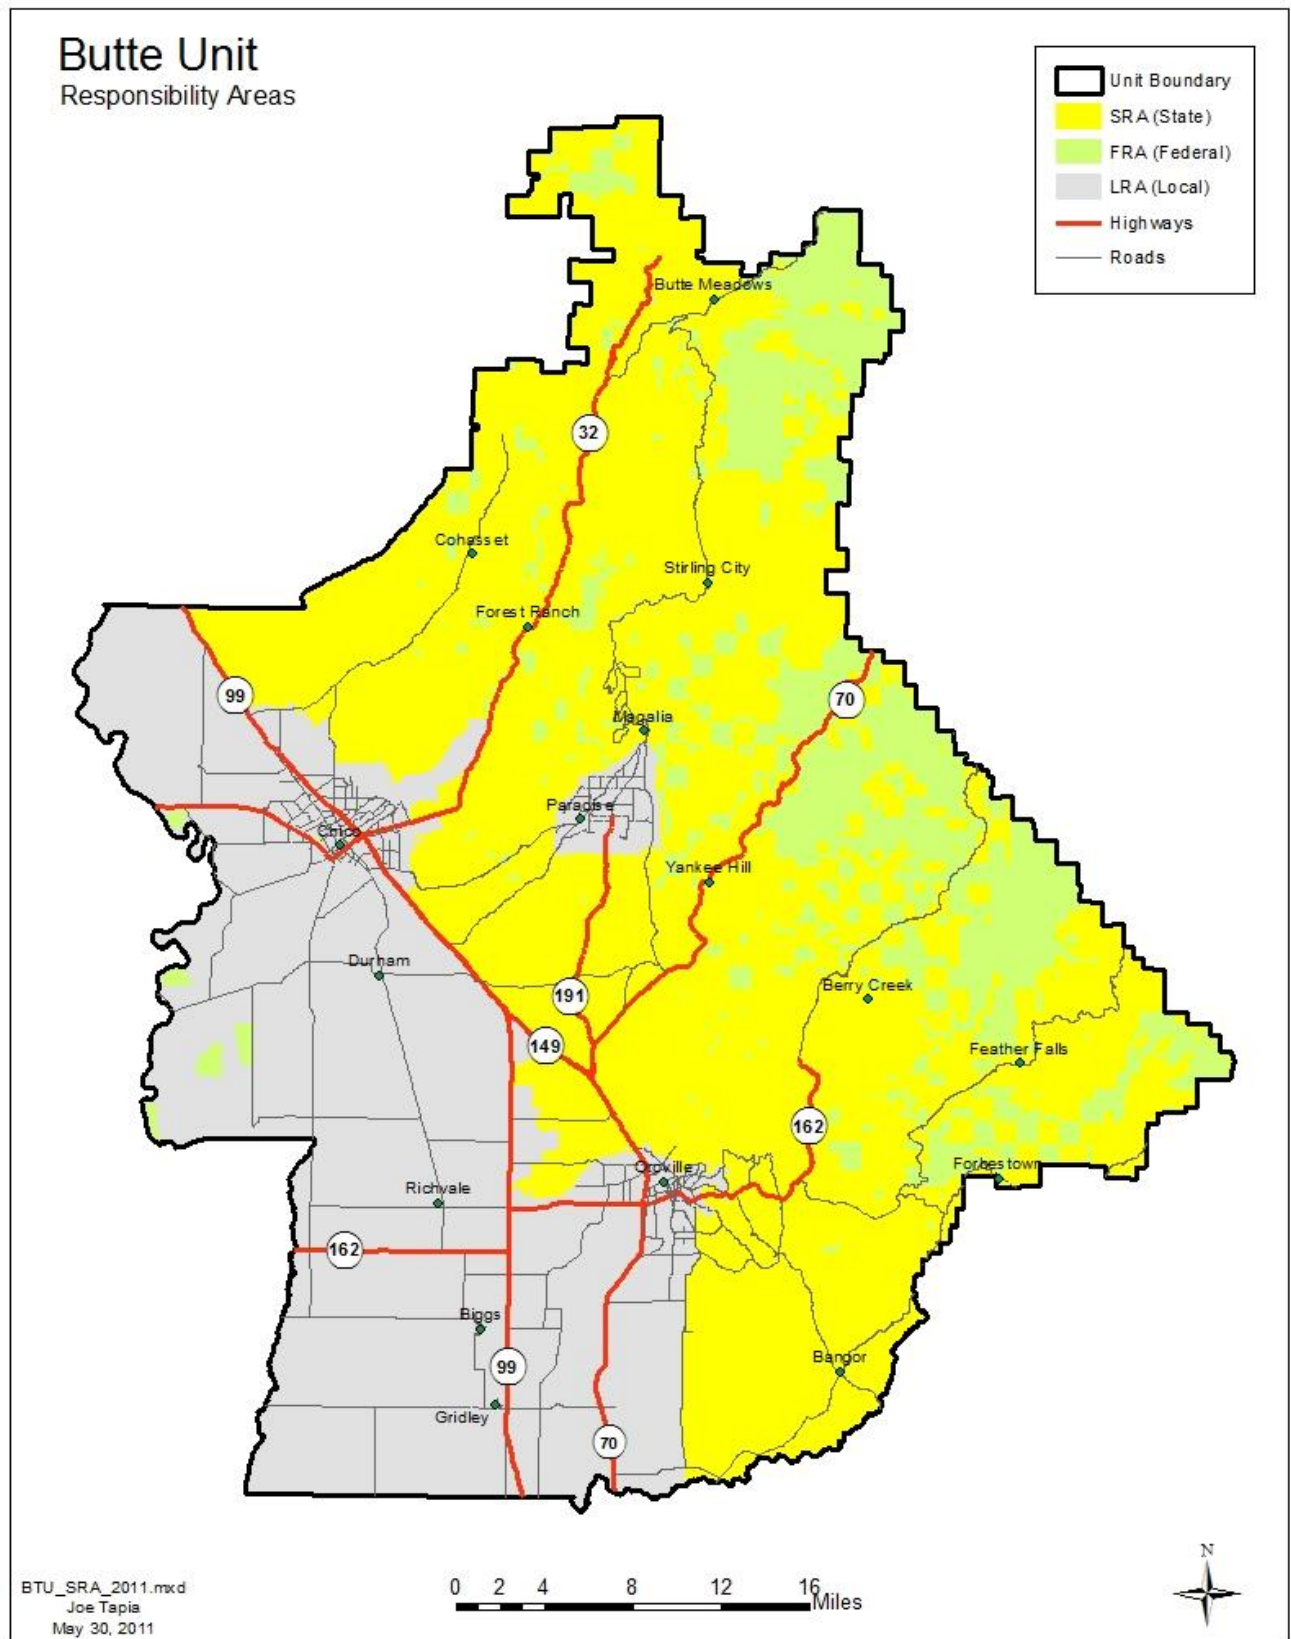 Butte Unit
Responsibility Areas
Unit Boundary
SRA (State)
FRA (Federal)
LRA (Local)
Highways
Roads
Butte Meadows
32
Cohasset
Stirling City
Forest Ranch
99
70
Magalia
Paradise
Chico
Yankee Hill
Durham
Berry Creek
191
149
Feather Falls
162
Oroville
Forbestown
Richvale
162
Biggs
99
Bangor
Gridley
70
N
BTU_SRA_2011.mxd
Joe Tapia
May 30, 2011
0 2 4 8 12 16 Miles